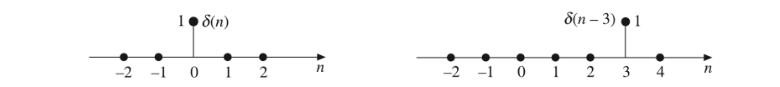 1 δ(n)
–2 –1 0 1 2 n
δ(n – 3) 1
–2 –1 0 1 2 3 4 n